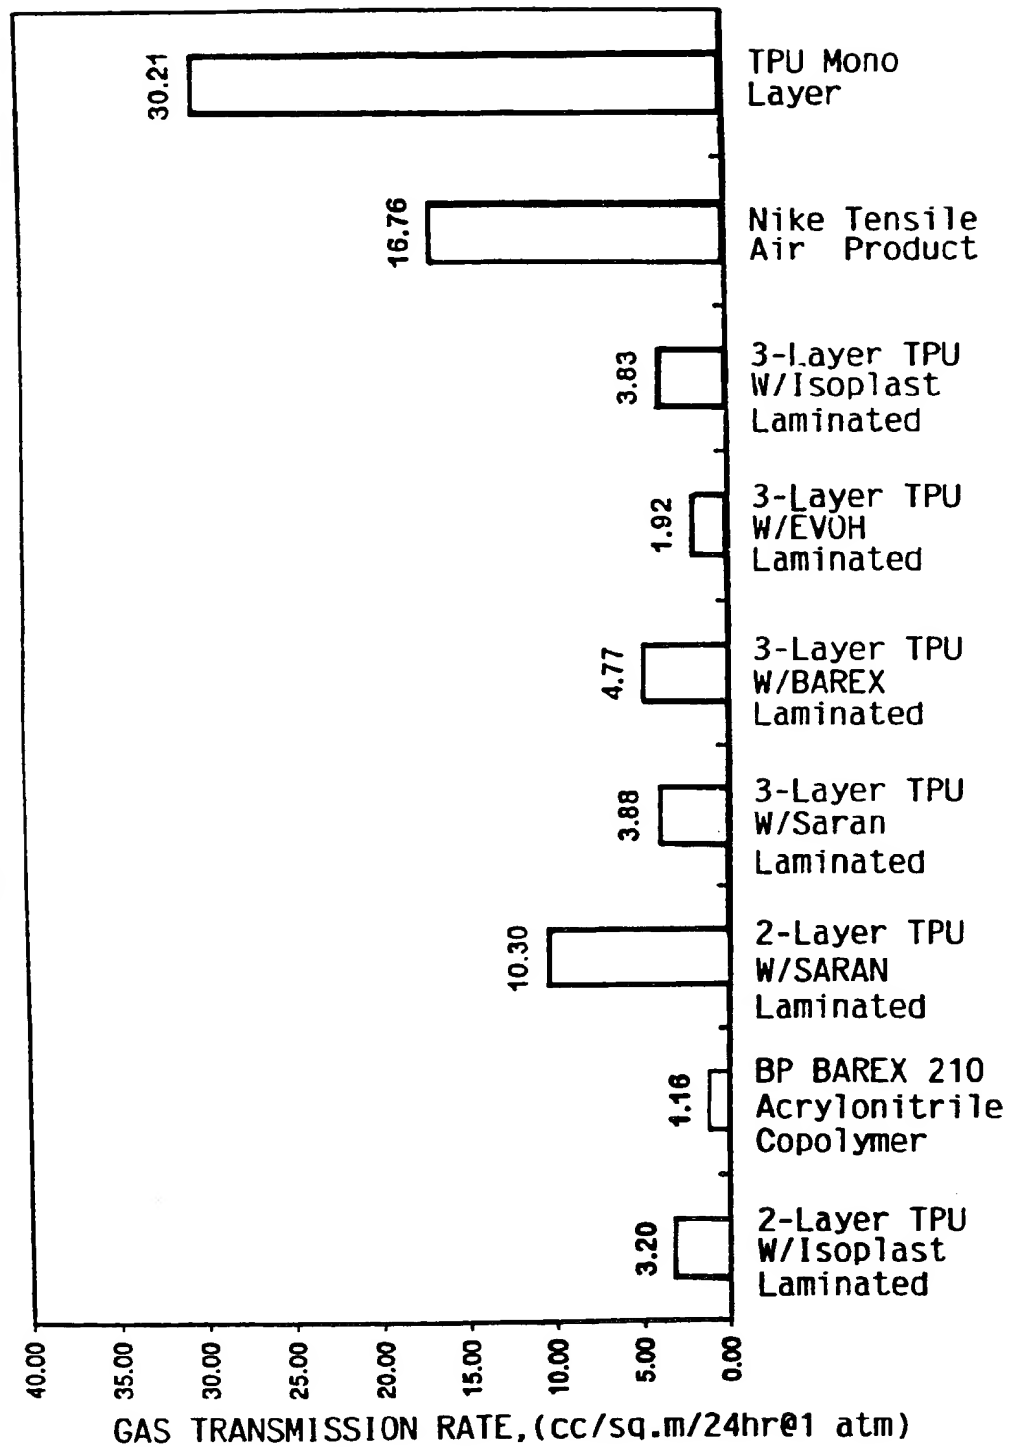 30.21
TPU Mono
Layer
16.76
Nike Tensile
Air Product
3.83
3-Layer TPU
W/Isoplast
Laminated
1.92
3-Layer TPU
W/EVOH
Laminated
4.77
3-Layer TPU
W/BAREX
Laminated
3.88
3-Layer TPU
W/Saran
Laminated
10.30
2-Layer TPU
W/SARAN
Laminated
1.16
BP BAREX 210
Acrylonitrile
Copolymer
3.20
2-Layer TPU
W/Isoplast
Laminated
40.00
35.00
30.00
25.00
20.00
15.00
10.00
5.00
0.00
GAS TRANSMISSION RATE,(cc/sq.m/24hr@1 atm)